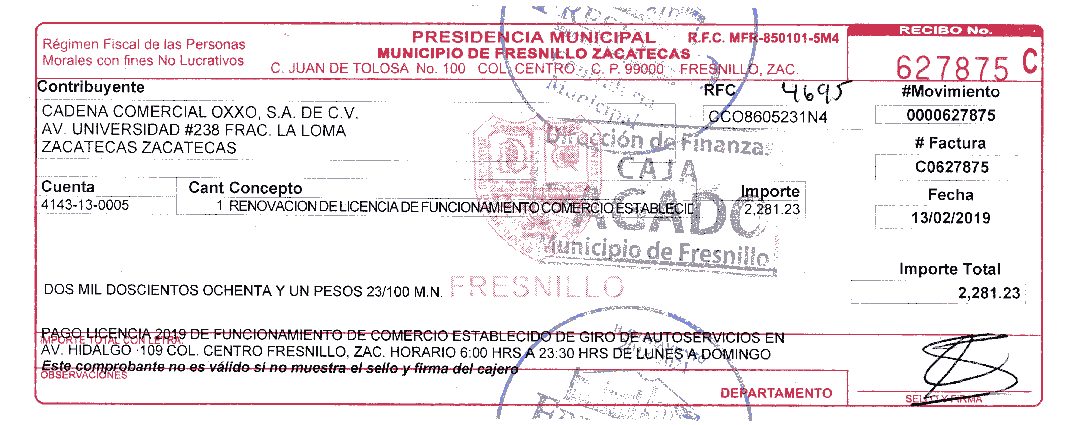 Régimen Fiscal de las Personas
Morales con fines No Lucrativos
PRESIDENCIA MUNICIPAL
MUNICIPIO DE FRESNILLO ZACATECAS
C. JUAN DE TOLOSA No. 100 COL. CENTRO C. P. 99000 FRESNILLO, ZAC.
R.F.C. MFR-850101-5M4
RECIBO No.
627875 C
Contribuyente
CADENA COMERCIAL OXXO, S.A. DE C.V.
AV. UNIVERSIDAD #238 FRAC. LA LOMA
ZACATECAS ZACATECAS
RFC 4695
CCO8605231N4
#Movimiento
0000627875
# Factura
C0627875
Fecha
13/02/2019
Dirección de Finanzas
CAJA
PAGADO
Municipio de Fresnillo
Cuenta Cant Concepto Importe
4143-13-0005 1 RENOVACION DE LICENCIA DE FUNCIONAMIENTO COMERCIO ESTABLECID 2,281.23
FRESNILLO
Importe Total
2,281.23
DOS MIL DOSCIENTOS OCHENTA Y UN PESOS 23/100 M.N.
IMPORTE TOTAL CON LETRA
PAGO LICENCIA 2019 DE FUNCIONAMIENTO DE COMERCIO ESTABLECIDO DE GIRO DE AUTOSERVICIOS EN
AV. HIDALGO 109 COL. CENTRO FRESNILLO, ZAC. HORARIO 6:00 HRS A 23:30 HRS DE LUNES A DOMINGO
Este comprobante no es válido si no muestra el sello y firma del cajero
OBSERVACIONES
DEPARTAMENTO
SELLO Y FIRMA